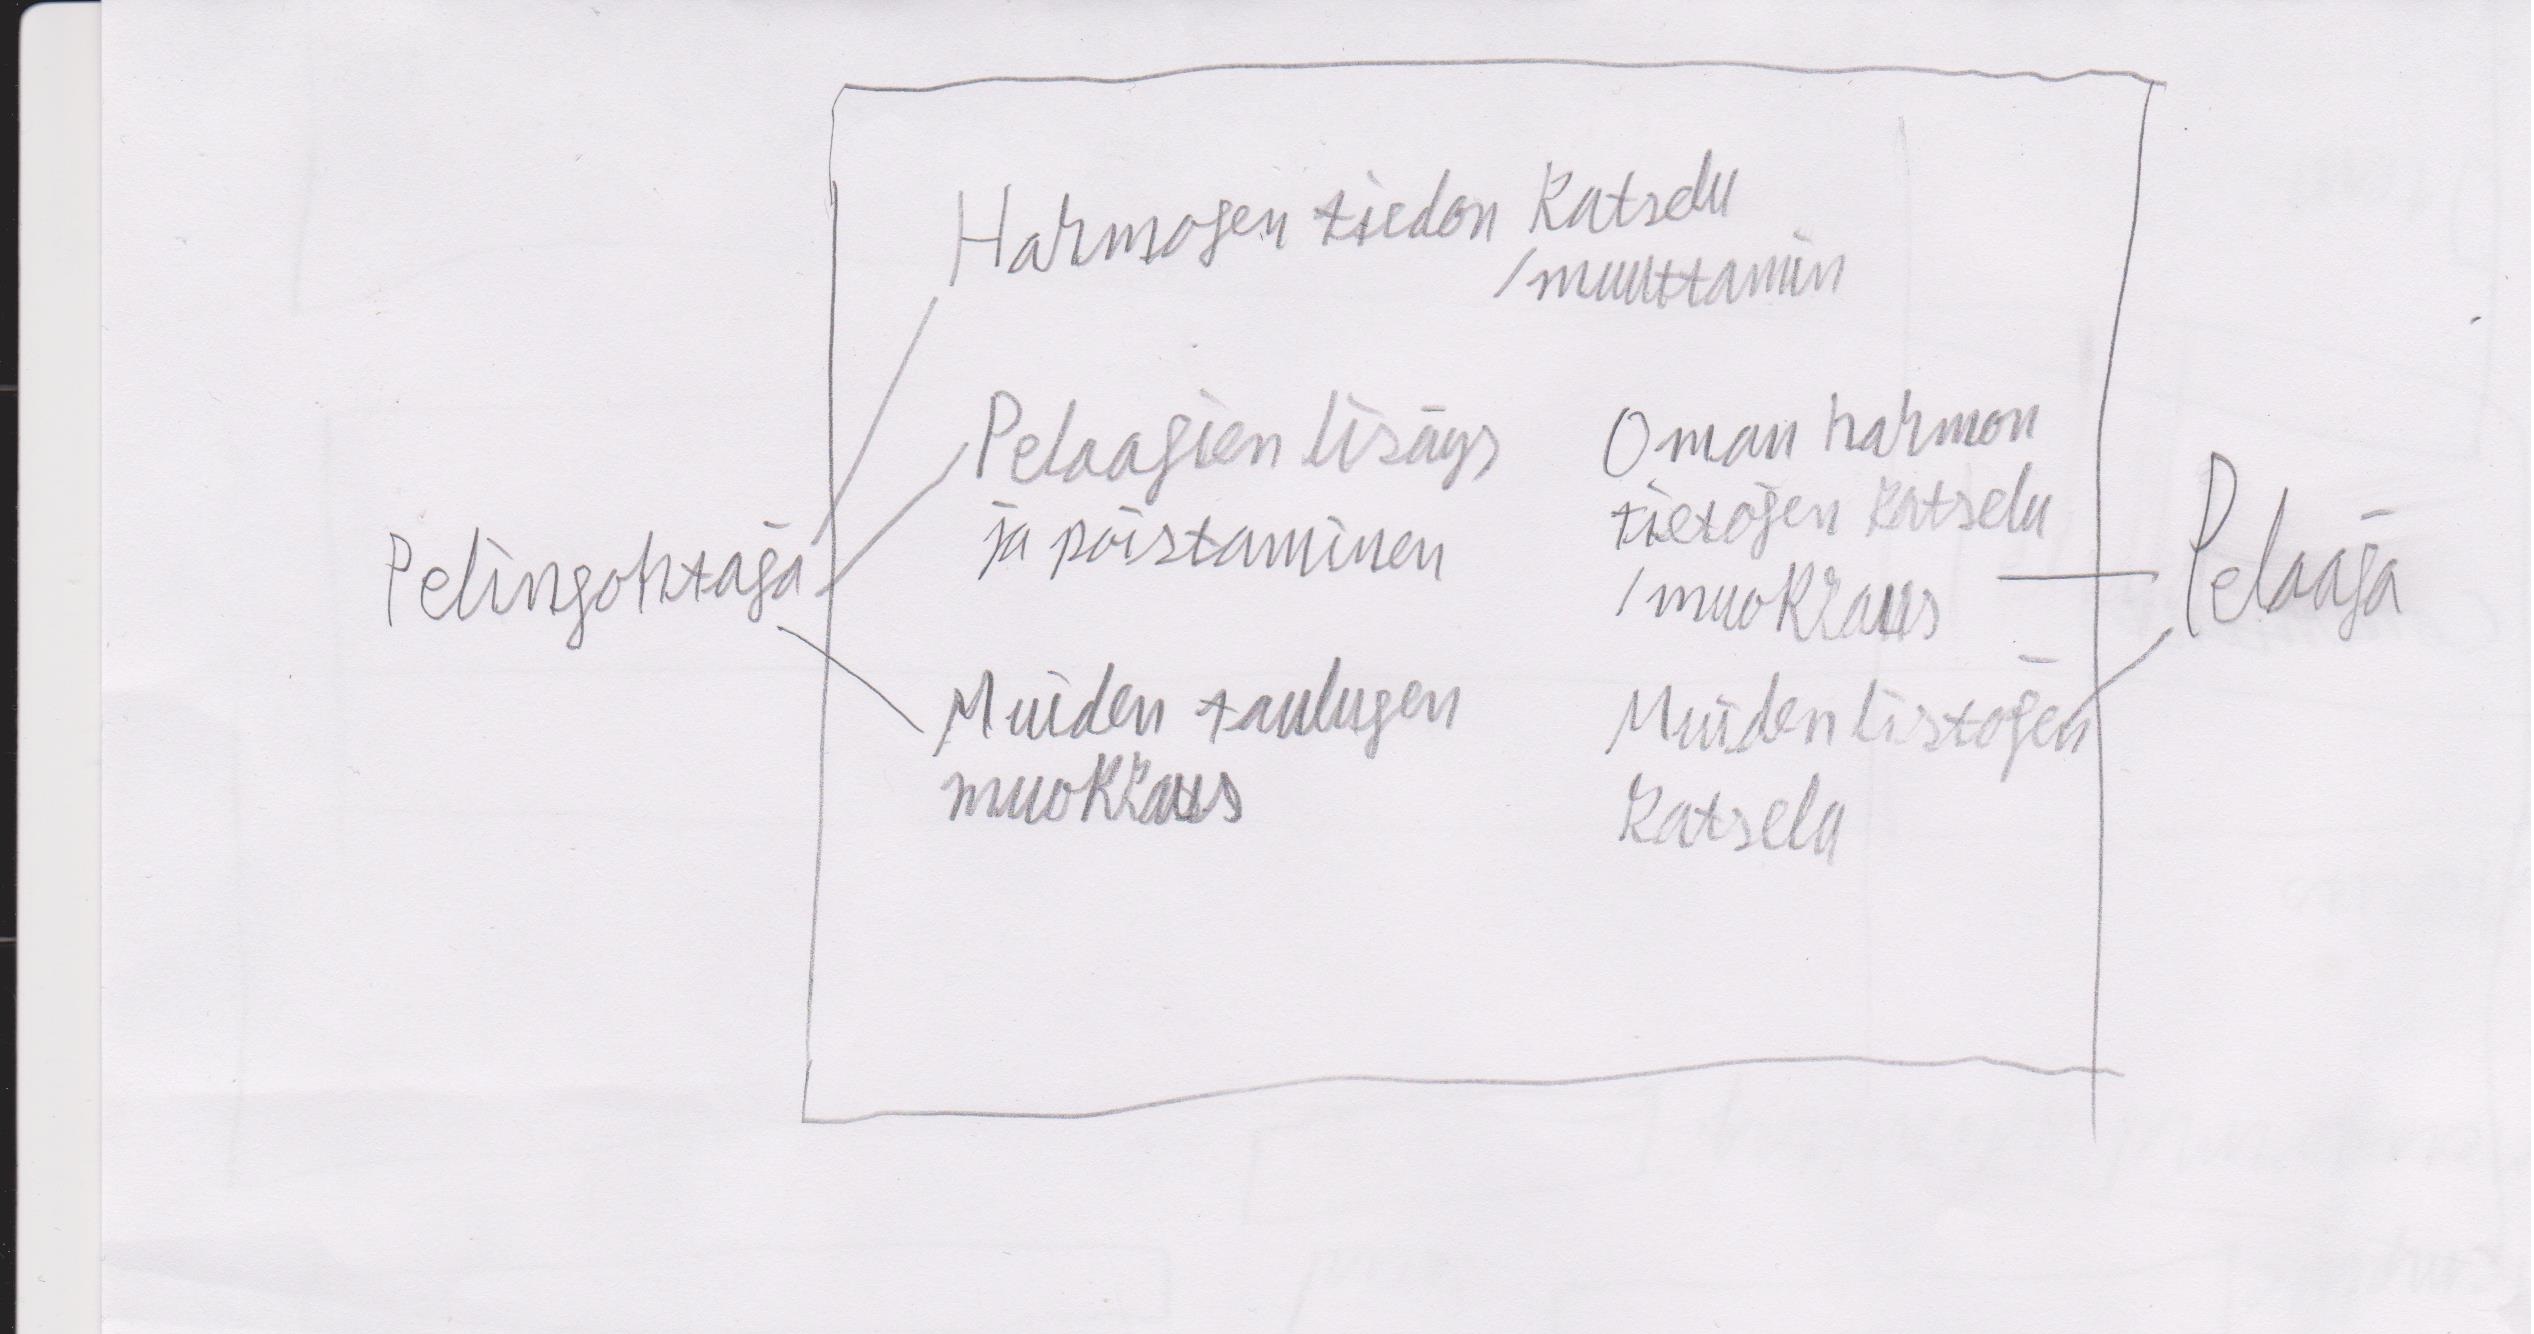 Harmojen tiedon katselu
/muuttamin
Pelinjohtaja
Pelaajien lisäys
ja poistaminen
Muiden taulujen
muokkaus
Oman harmon
tietojen katselu
/muokkaus
Muiden listojen
katselu
Pelaaja